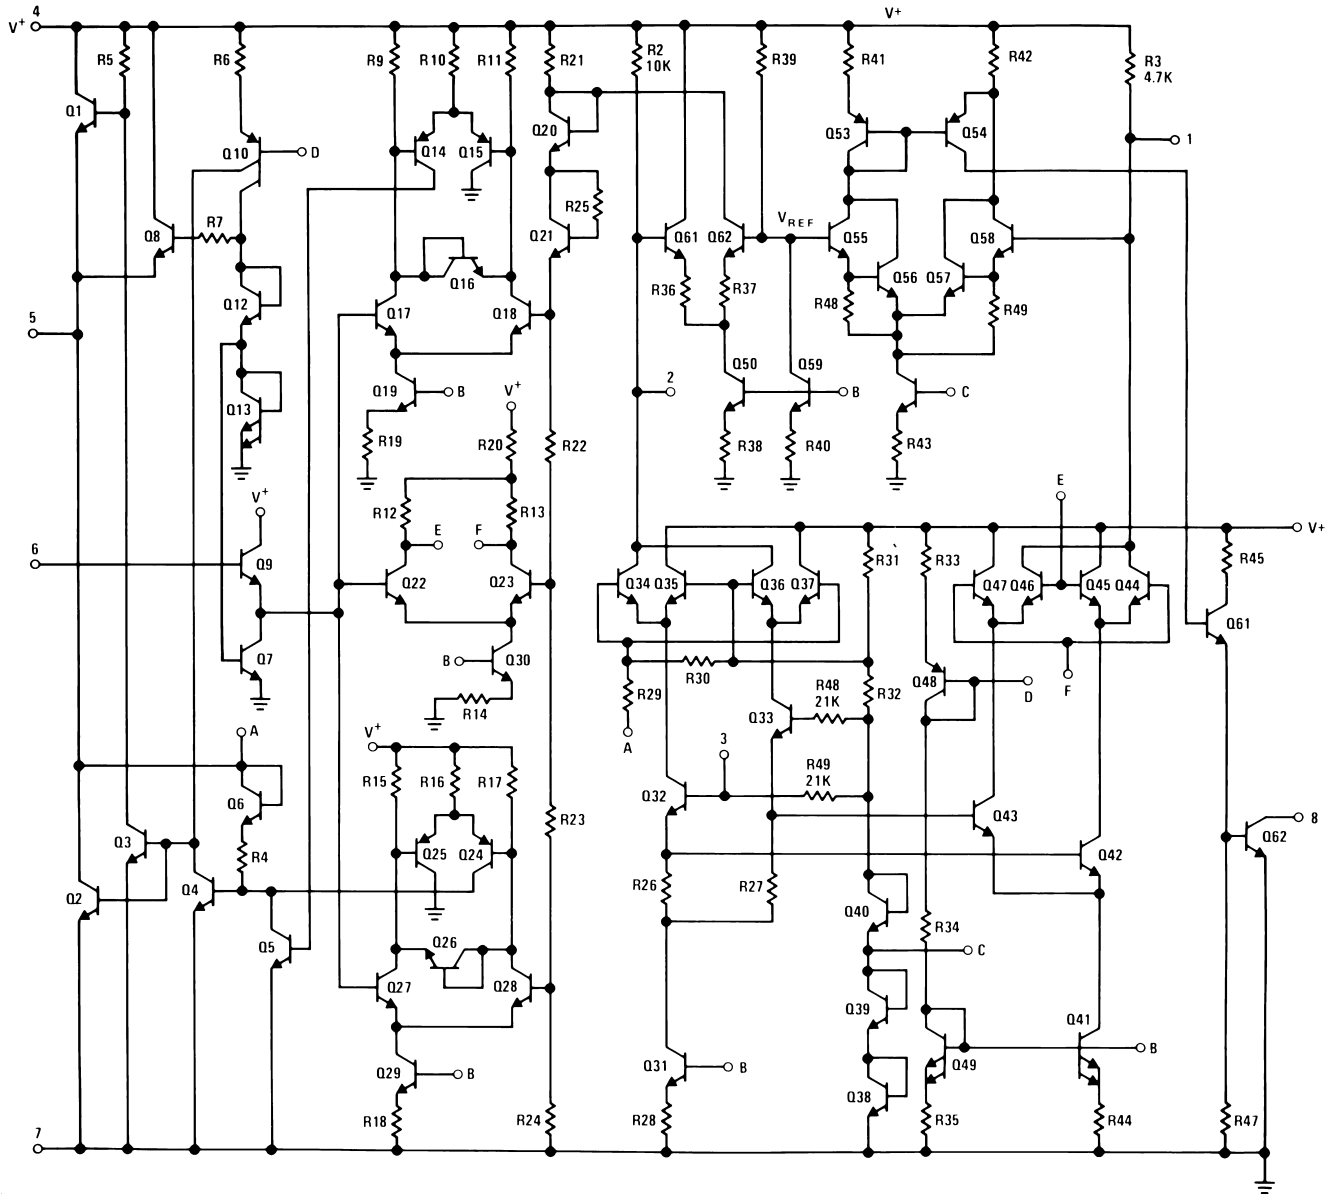 V+ 4 V+
R5 R6 R9 R10 R11 R21 R2 10K R39 R41 R42 R3 4.7K
Q1 Q10 D Q14 Q15 Q20 Q53 Q54 1
R25
Q8 R7 Q21 Q61 Q62 VREF Q55 Q58
Q16 R36 R37 Q56 Q57
Q12 Q17 Q18 R48 R49
5
Q50 Q59
Q13 Q19 B V+ 2 B C
R19 R20 R22 R38 R40 R43
E
V+ R12 R13 V+
6 Q9 E F R31 R33 R45
Q22 Q23 Q34 Q35 Q36 Q37 Q47 Q46 Q45 Q44
Q61
Q7 B Q30 R30 R48 21K R32 Q48 D F
R14 R29 Q33
A V+ A 3
R15 R16 R17 R49 21K
Q6 Q32 Q43 8
Q3 R4 Q25 Q24 R23 Q62
Q42
Q2 Q4 R26 R27 Q40
Q5 Q26 R34
C
Q27 Q28 Q39 Q41
Q29 B Q31 B Q38 Q49 B
7 R18 R24 R28 R35 R44 R47